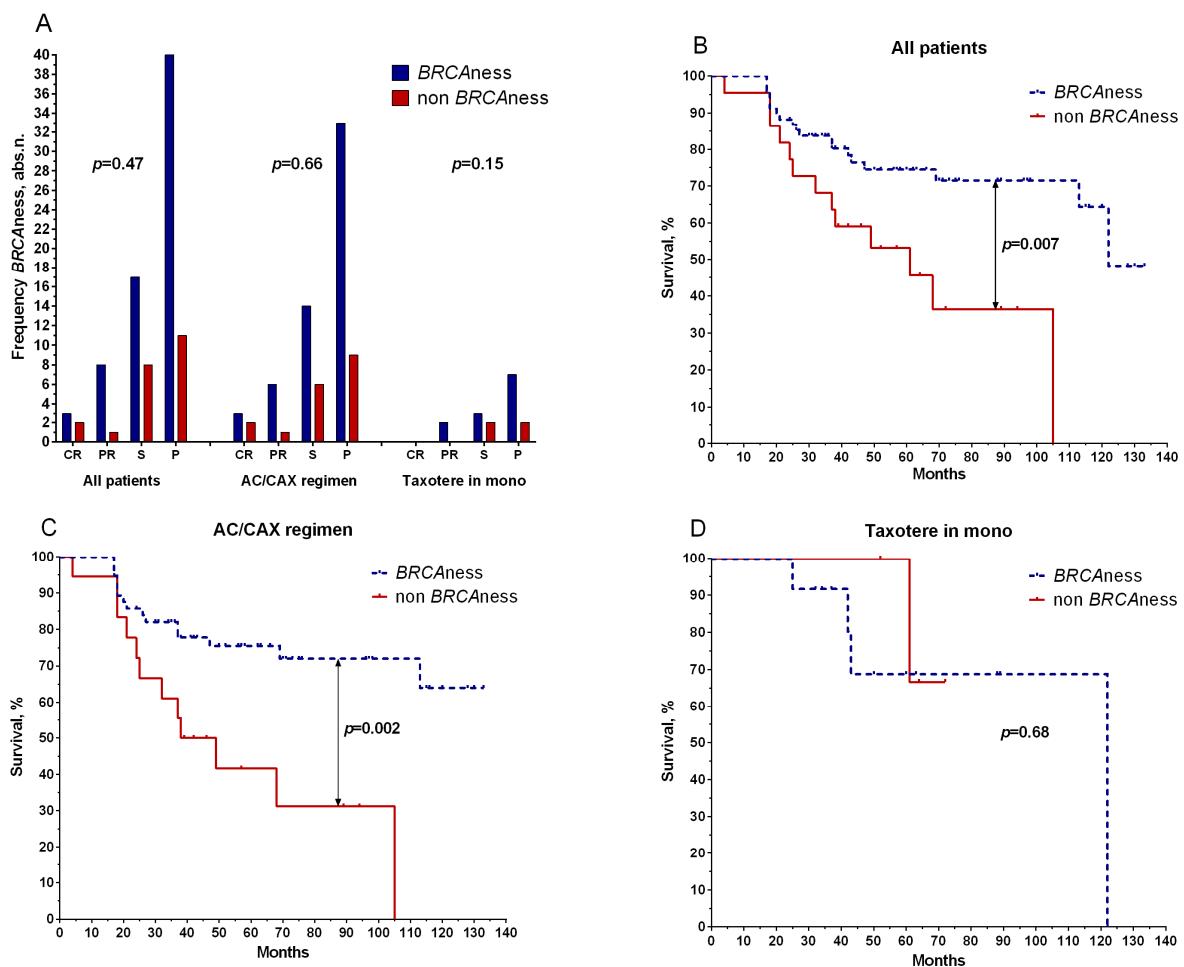 A
Frequency BRCAness, abs.n.
40
38
36
34
32
30
28
26
24
22
20
18
16
14
12
10
8
6
4
2
0
BRCAness
non BRCAness
p=0.47
p=0.66
p=0.15
CR PR S P CR PR S P CR PR S P
All patients AC/CAX regimen Taxotere in mono
B
All patients
Survival, %
100
90
80
70
60
50
40
30
20
10
0
BRCAness
non BRCAness
p=0.007
0 10 20 30 40 50 60 70 80 90 100 110 120 130 140
Months
C
AC/CAX regimen
Survival, %
100
90
80
70
60
50
40
30
20
10
0
BRCAness
non BRCAness
p=0.002
0 10 20 30 40 50 60 70 80 90 100 110 120 130 140
Months
D
Taxotere in mono
Survival, %
100
90
80
70
60
50
40
30
20
10
0
BRCAness
non BRCAness
p=0.68
0 10 20 30 40 50 60 70 80 90 100 110 120 130 140
Months